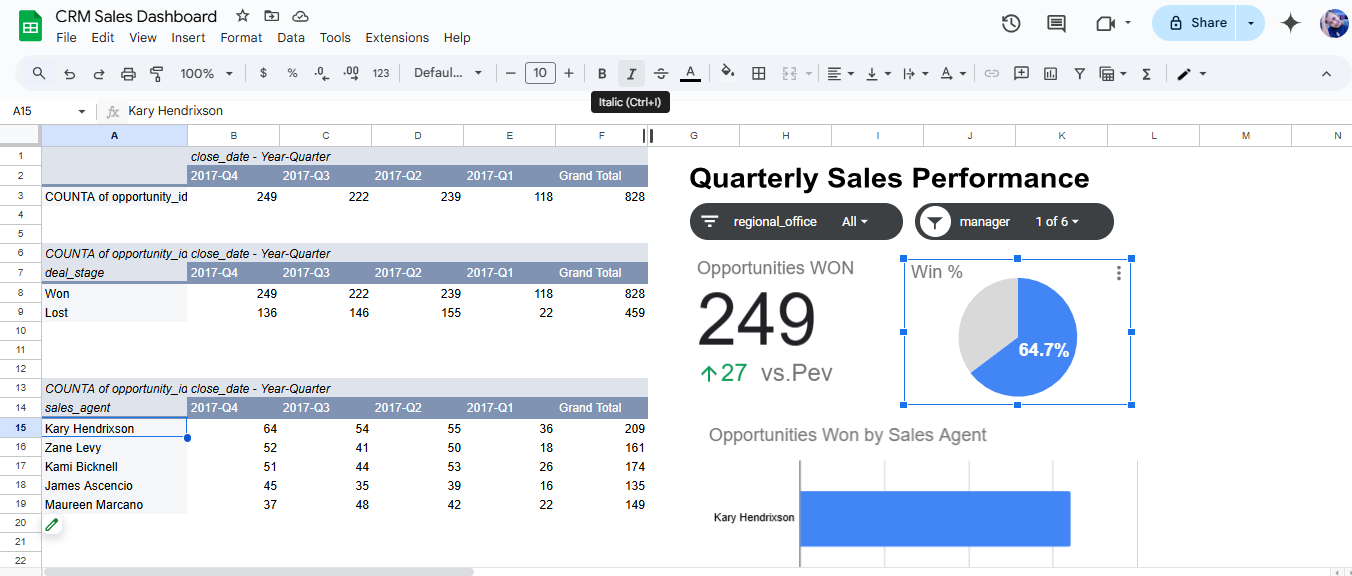 CRM Sales Dashboard
File Edit View Insert Format Data Tools Extensions Help
Share
100% $ % .0 .00 123 Defaul... − 10 + B I S A Σ
Italic (Ctrl+I)
A15 fx Kary Hendrixson
A B C D E F G H I J K L M N
1 close_date - Year-Quarter
2 2017-Q4 2017-Q3 2017-Q2 2017-Q1 Grand Total
3 COUNTA of opportunity_id 249 222 239 118 828
4
5
6 COUNTA of opportunity_id close_date - Year-Quarter
7 deal_stage 2017-Q4 2017-Q3 2017-Q2 2017-Q1 Grand Total
8 Won 249 222 239 118 828
9 Lost 136 146 155 22 459
10
11
12
13 COUNTA of opportunity_id close_date - Year-Quarter
14 sales_agent 2017-Q4 2017-Q3 2017-Q2 2017-Q1 Grand Total
15 Kary Hendrixson 64 54 55 36 209
16 Zane Levy 52 41 50 18 161
17 Kami Bicknell 51 44 53 26 174
18 James Ascencio 45 35 39 16 135
19 Maureen Marcano 37 48 42 22 149
20
21
22
Quarterly Sales Performance
regional_office All manager 1 of 6
Opportunities WON
249
↑27 vs.Pev
Win %
64.7%
Opportunities Won by Sales Agent
Kary Hendrixson